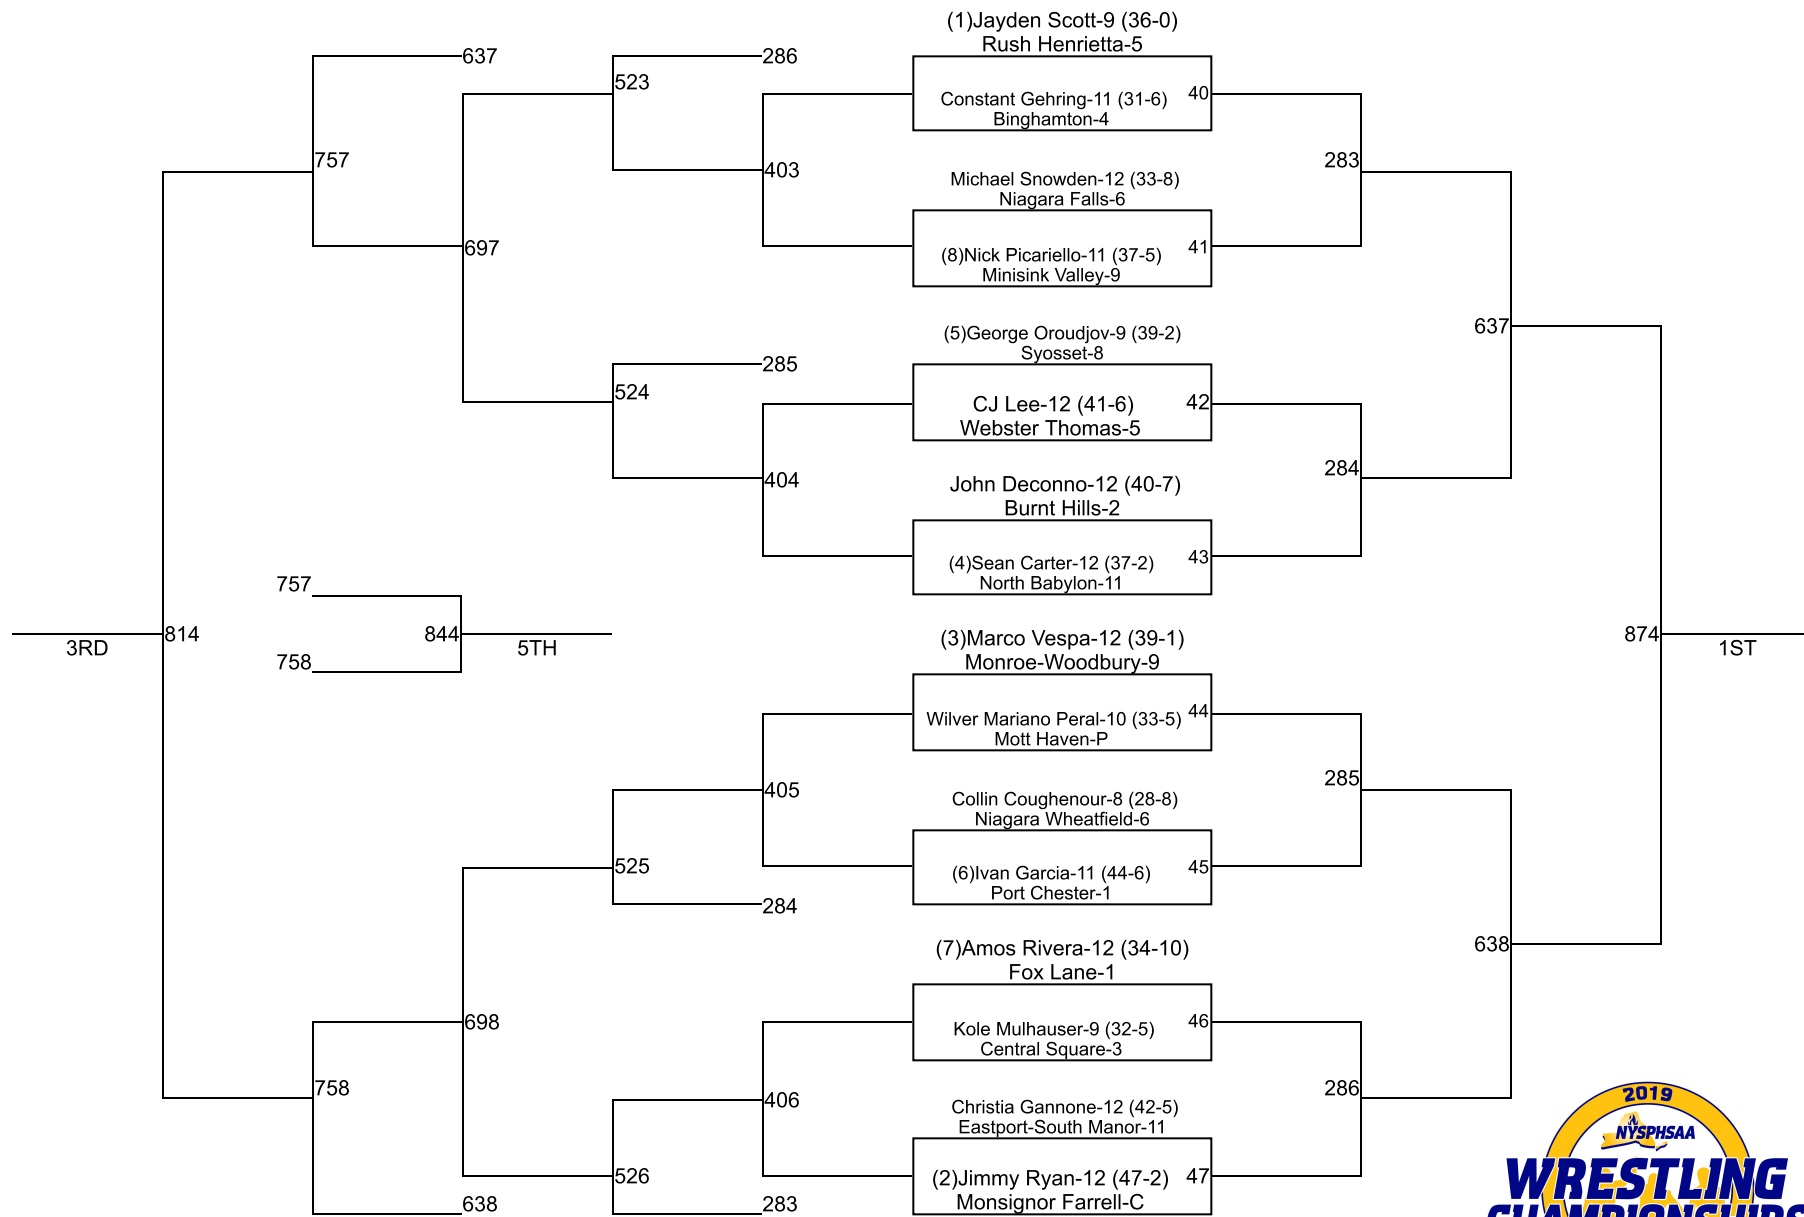 (1)Jayden Scott-9 (36-0)
Rush Henrietta-5
637
286
523
Constant Gehring-11 (31-6)
40
Binghamton-4
757
403
283
Michael Snowden-12 (33-8)
Niagara Falls-6
697
41
(8)Nick Picariello-11 (37-5)
Minisink Valley-9
637
(5)George Oroudjov-9 (39-2)
Syosset-8
285
524
CJ Lee-12 (41-6)
42
Webster Thomas-5
404
284
John Deconno-12 (40-7)
Burnt Hills-2
43
(4)Sean Carter-12 (37-2)
North Babylon-11
757
814
844
874
3RD
5TH
1ST
758
(3)Marco Vespa-12 (39-1)
Monroe-Woodbury-9
44
Wilver Mariano Peral-10 (33-5)
Mott Haven-P
405
285
Collin Coughenour-8 (28-8)
Niagara Wheatfield-6
525
45
(6)Ivan Garcia-11 (44-6)
Port Chester-1
284
638
(7)Amos Rivera-12 (34-10)
Fox Lane-1
698
46
Kole Mulhauser-9 (32-5)
Central Square-3
758
406
286
Christia Gannone-12 (42-5)
Eastport-South Manor-11
526
47
(2)Jimmy Ryan-12 (47-2)
Monsignor Farrell-C
638
283
2019
NYSPHSAA
WRESTLING
CHAMPIONSHIPS